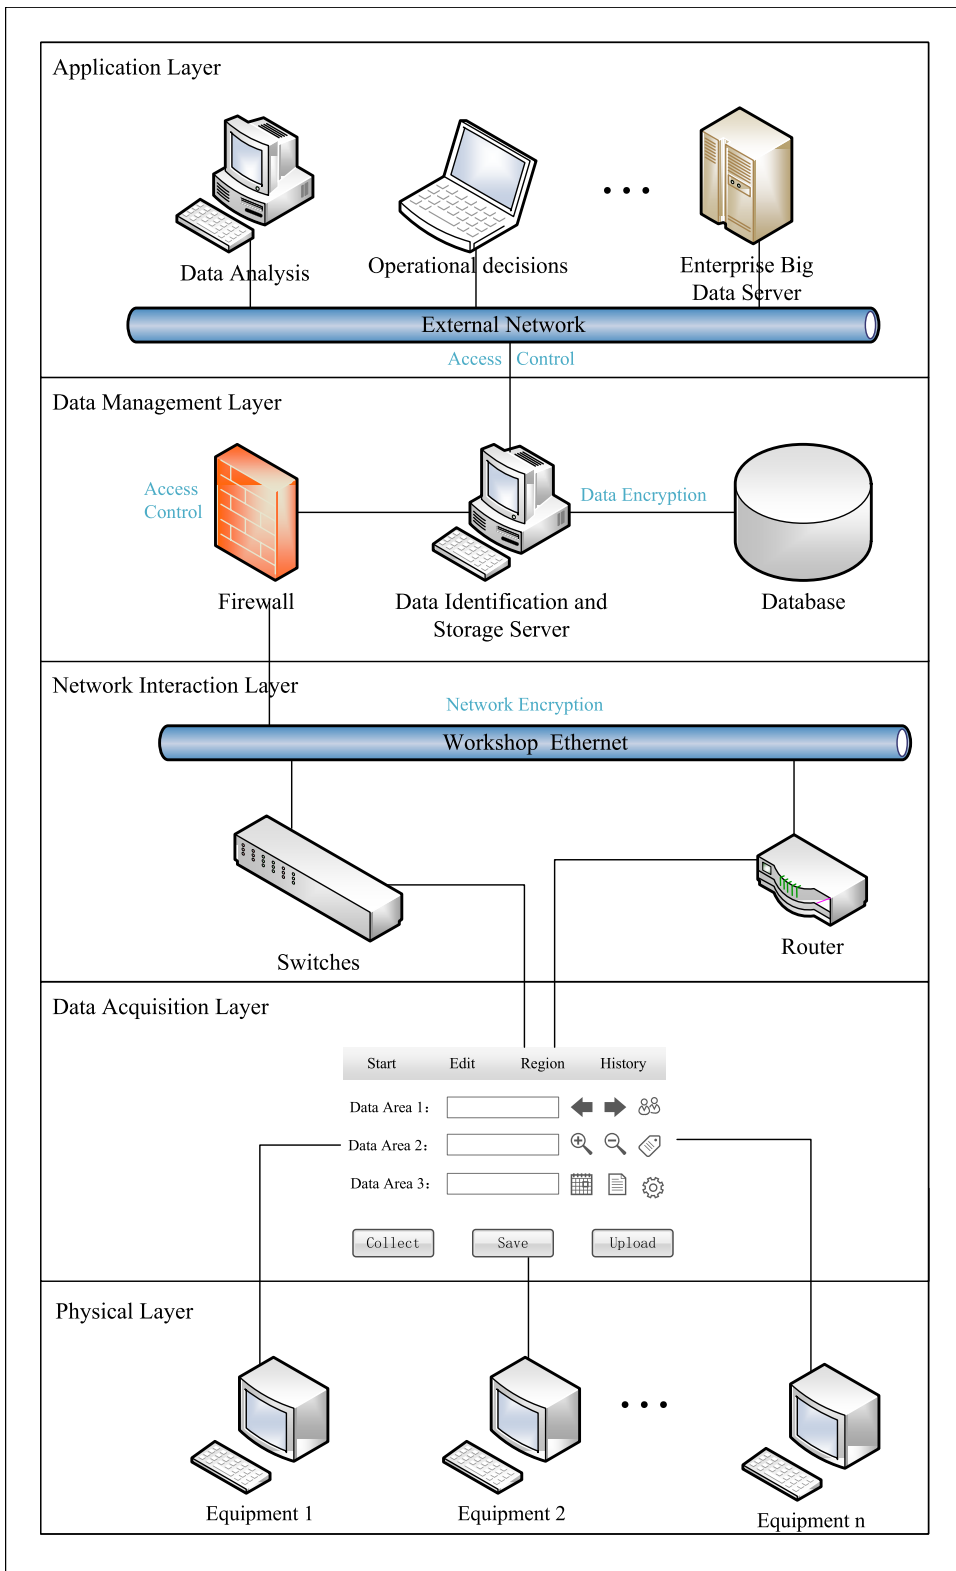 Application Layer
Data Analysis
Operational decisions
Enterprise Big
Data Server
External Network
Access Control
Data Management Layer
Access
Control
Data Encryption
Firewall
Data Identification and
Storage Server
Database
Network Interaction Layer
Network Encryption
Workshop Ethernet
Switches
Router
Data Acquisition Layer
Start Edit Region History
Data Area 1:
Data Area 2:
Data Area 3:
Collect Save Upload
Physical Layer
Equipment 1
Equipment 2
Equipment n